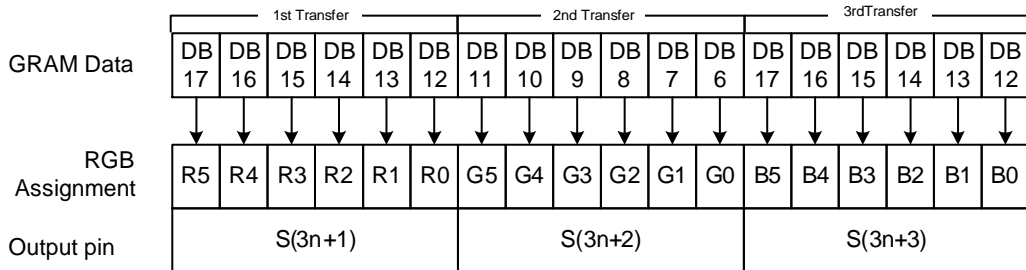 1st Transfer 2nd Transfer 3rdTransfer
GRAM Data
DB 17 DB 16 DB 15 DB 14 DB 13 DB 12 DB 11 DB 10 DB 9 DB 8 DB 7 DB 6 DB 17 DB 16 DB 15 DB 14 DB 13 DB 12
RGB Assignment
R5 R4 R3 R2 R1 R0 G5 G4 G3 G2 G1 G0 B5 B4 B3 B2 B1 B0
Output pin S(3n+1) S(3n+2) S(3n+3)